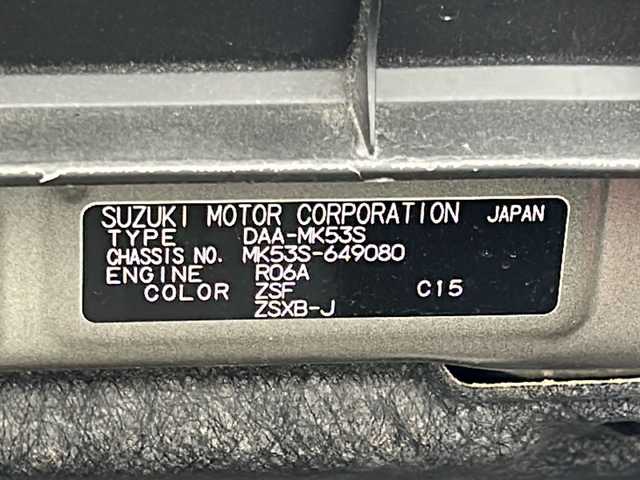 SUZUKI MOTOR CORPORATION JAPAN
TYPE DAA-MK53S
CHASSIS NO. MK53S-649080
ENGINE R06A
COLOR ZSF C15
ZSXB-J